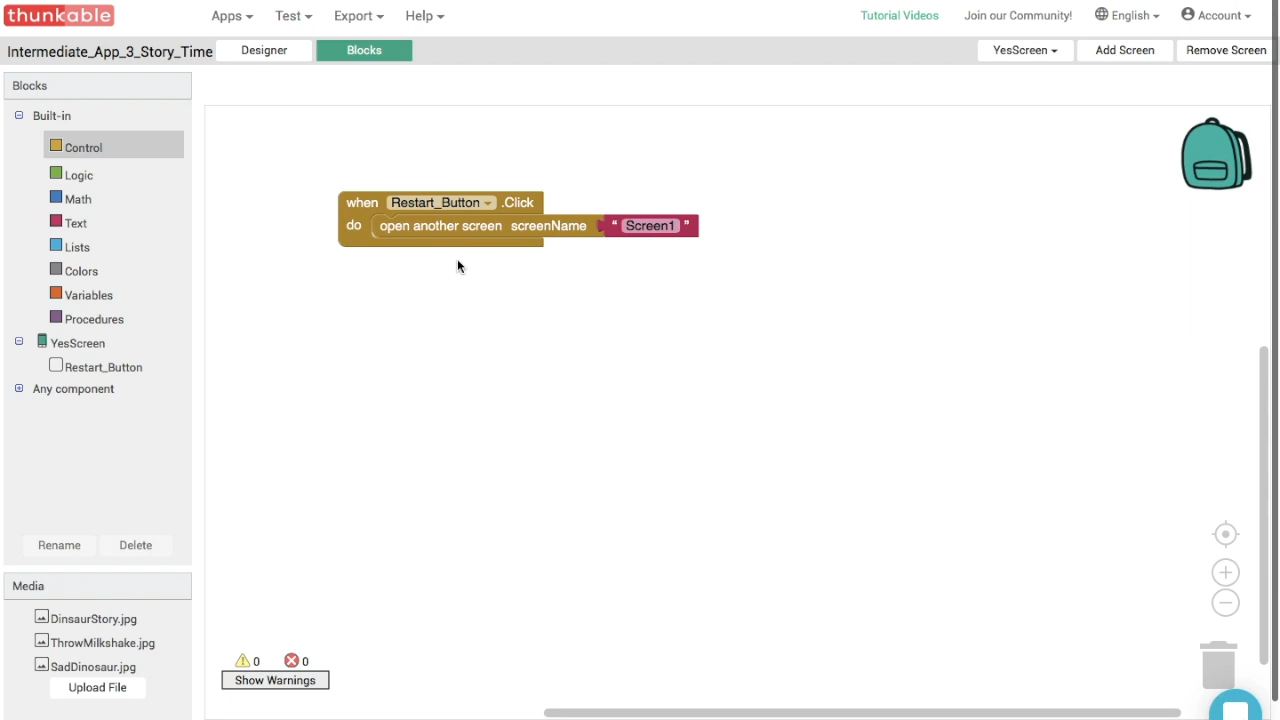 thunkable
Apps Test Export Help Tutorial Videos Join our Community! English Account
Intermediate_App_3_Story_Time Designer Blocks YesScreen Add Screen Remove Screen
Blocks
Built-in
Control
Logic
Math
Text
Lists
Colors
Variables
Procedures
YesScreen
Restart_Button
Any component
Rename Delete
Media
DinsaurStory.jpg
ThrowMilkshake.jpg
SadDinosaur.jpg
Upload File
when Restart_Button .Click
do open another screen screenName “ Screen1 ”
0 0
Show Warnings